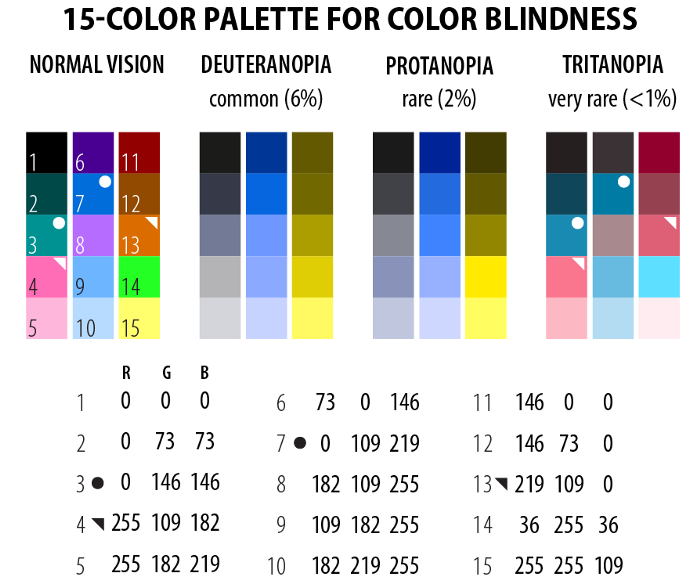 15-COLOR PALETTE FOR COLOR BLINDNESS
NORMAL VISION DEUTERANOPIA PROTANOPIA TRITANOPIA
common (6%) rare (2%) very rare (<1%)
1 6 11
2 7 12
3 8 13
4 9 14
5 10 15
R G B
1 0 0 0 6 73 0 146 11 146 0 0
2 0 73 73 7 0 109 219 12 146 73 0
3 0 146 146 8 182 109 255 13 219 109 0
4 255 109 182 9 109 182 255 14 36 255 36
5 255 182 219 10 182 219 255 15 255 255 109